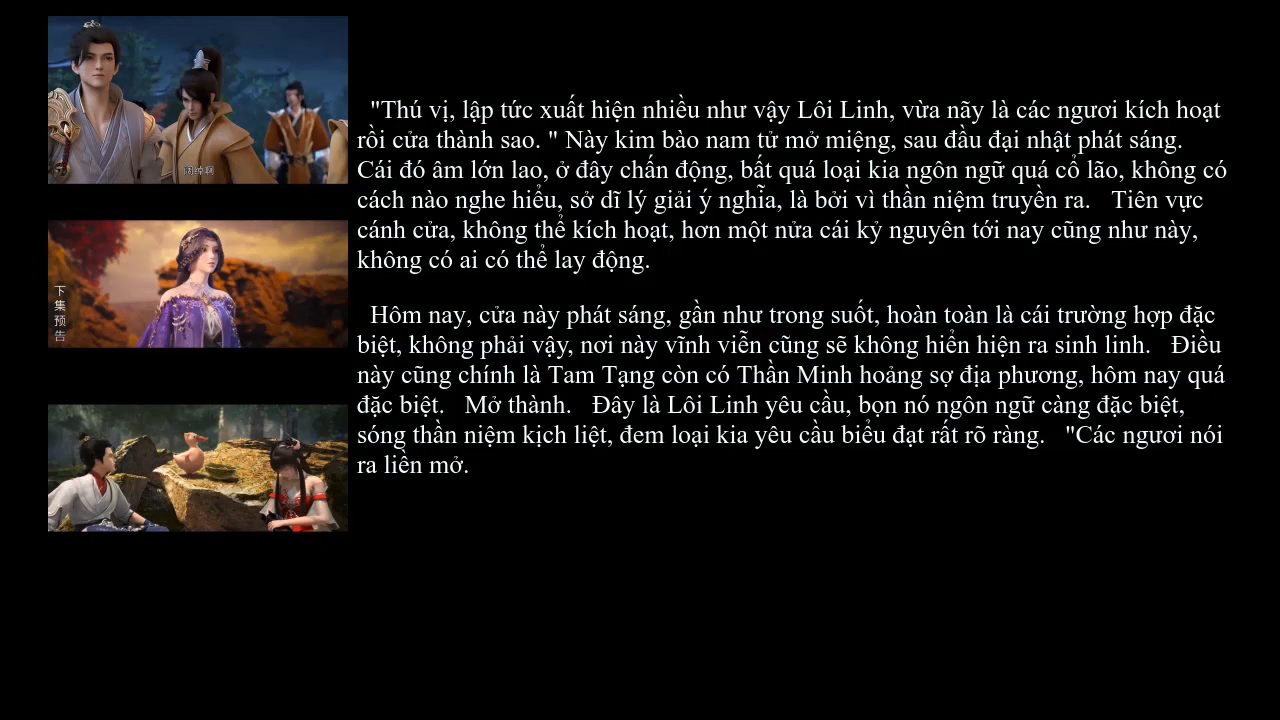 "Thú vị, lập tức xuất hiện nhiều như vậy Lôi Linh, vừa nãy là các ngươi kích hoạt
rồi cửa thành sao. " Này kim bào nam tử mở miệng, sau đầu đại nhật phát sáng.
Cái đó âm lớn lao, ở đây chấn động, bất quá loại kia ngôn ngữ quá cổ lão, không có
cách nào nghe hiểu, sở dĩ lý giải ý nghĩa, là bởi vì thần niệm truyền ra. Tiên vực
cánh cửa, không thể kích hoạt, hơn một nửa cái kỷ nguyên tới nay cũng như này,
không có ai có thể lay động.
Hôm nay, cửa này phát sáng, gần như trong suốt, hoàn toàn là cái trường hợp đặc
biệt, không phải vậy, nơi này vĩnh viễn cũng sẽ không hiển hiện ra sinh linh. Điều
này cũng chính là Tam Tạng còn có Thần Minh hoảng sợ địa phương, hôm nay quá
đặc biệt. Mở thành. Đây là Lôi Linh yêu cầu, bọn nó ngôn ngữ càng đặc biệt,
sóng thần niệm kịch liệt, đem loại kia yêu cầu biểu đạt rất rõ ràng. "Các ngươi nói
ra liền mở.
下集预告